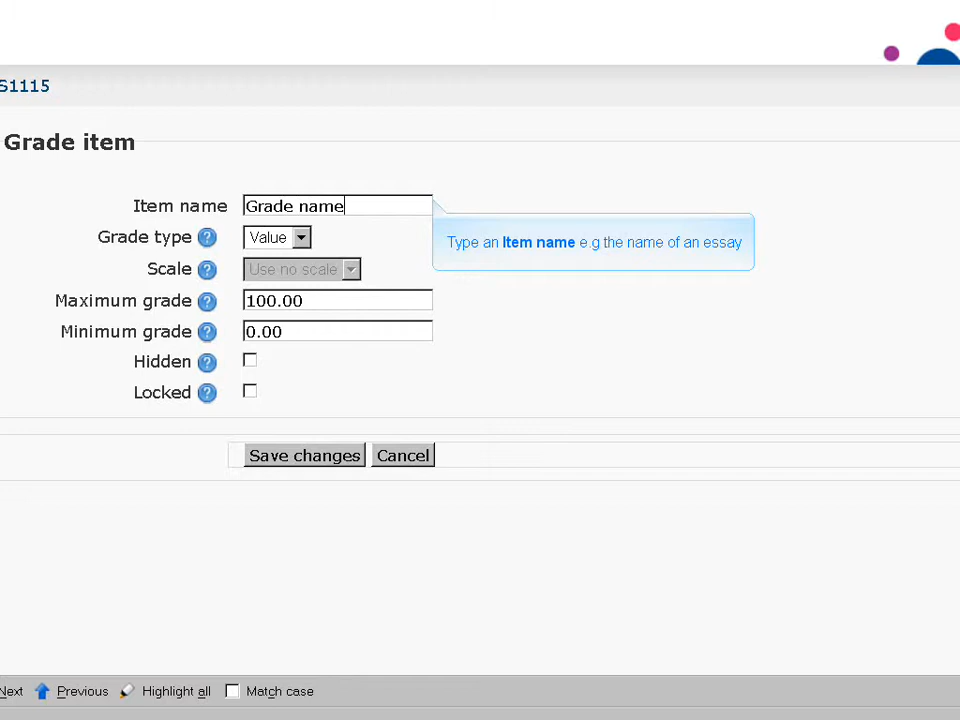 S1115
Grade item
Item name Grade name
Type an Item name e.g the name of an essay
Grade type ? Value
Scale ? Use no scale
Maximum grade ? 100.00
Minimum grade ? 0.00
Hidden ?
Locked ?
Save changes Cancel
Next Previous Highlight all Match case